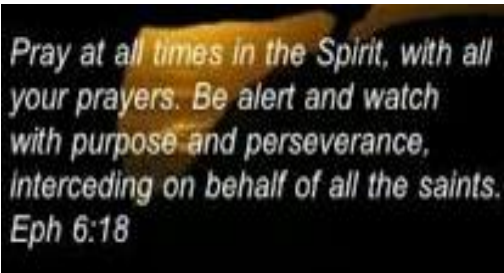 Pray at all times in the Spirit, with all
your prayers. Be alert and watch
with purpose and perseverance,
interceding on behalf of all the saints.
Eph 6:18